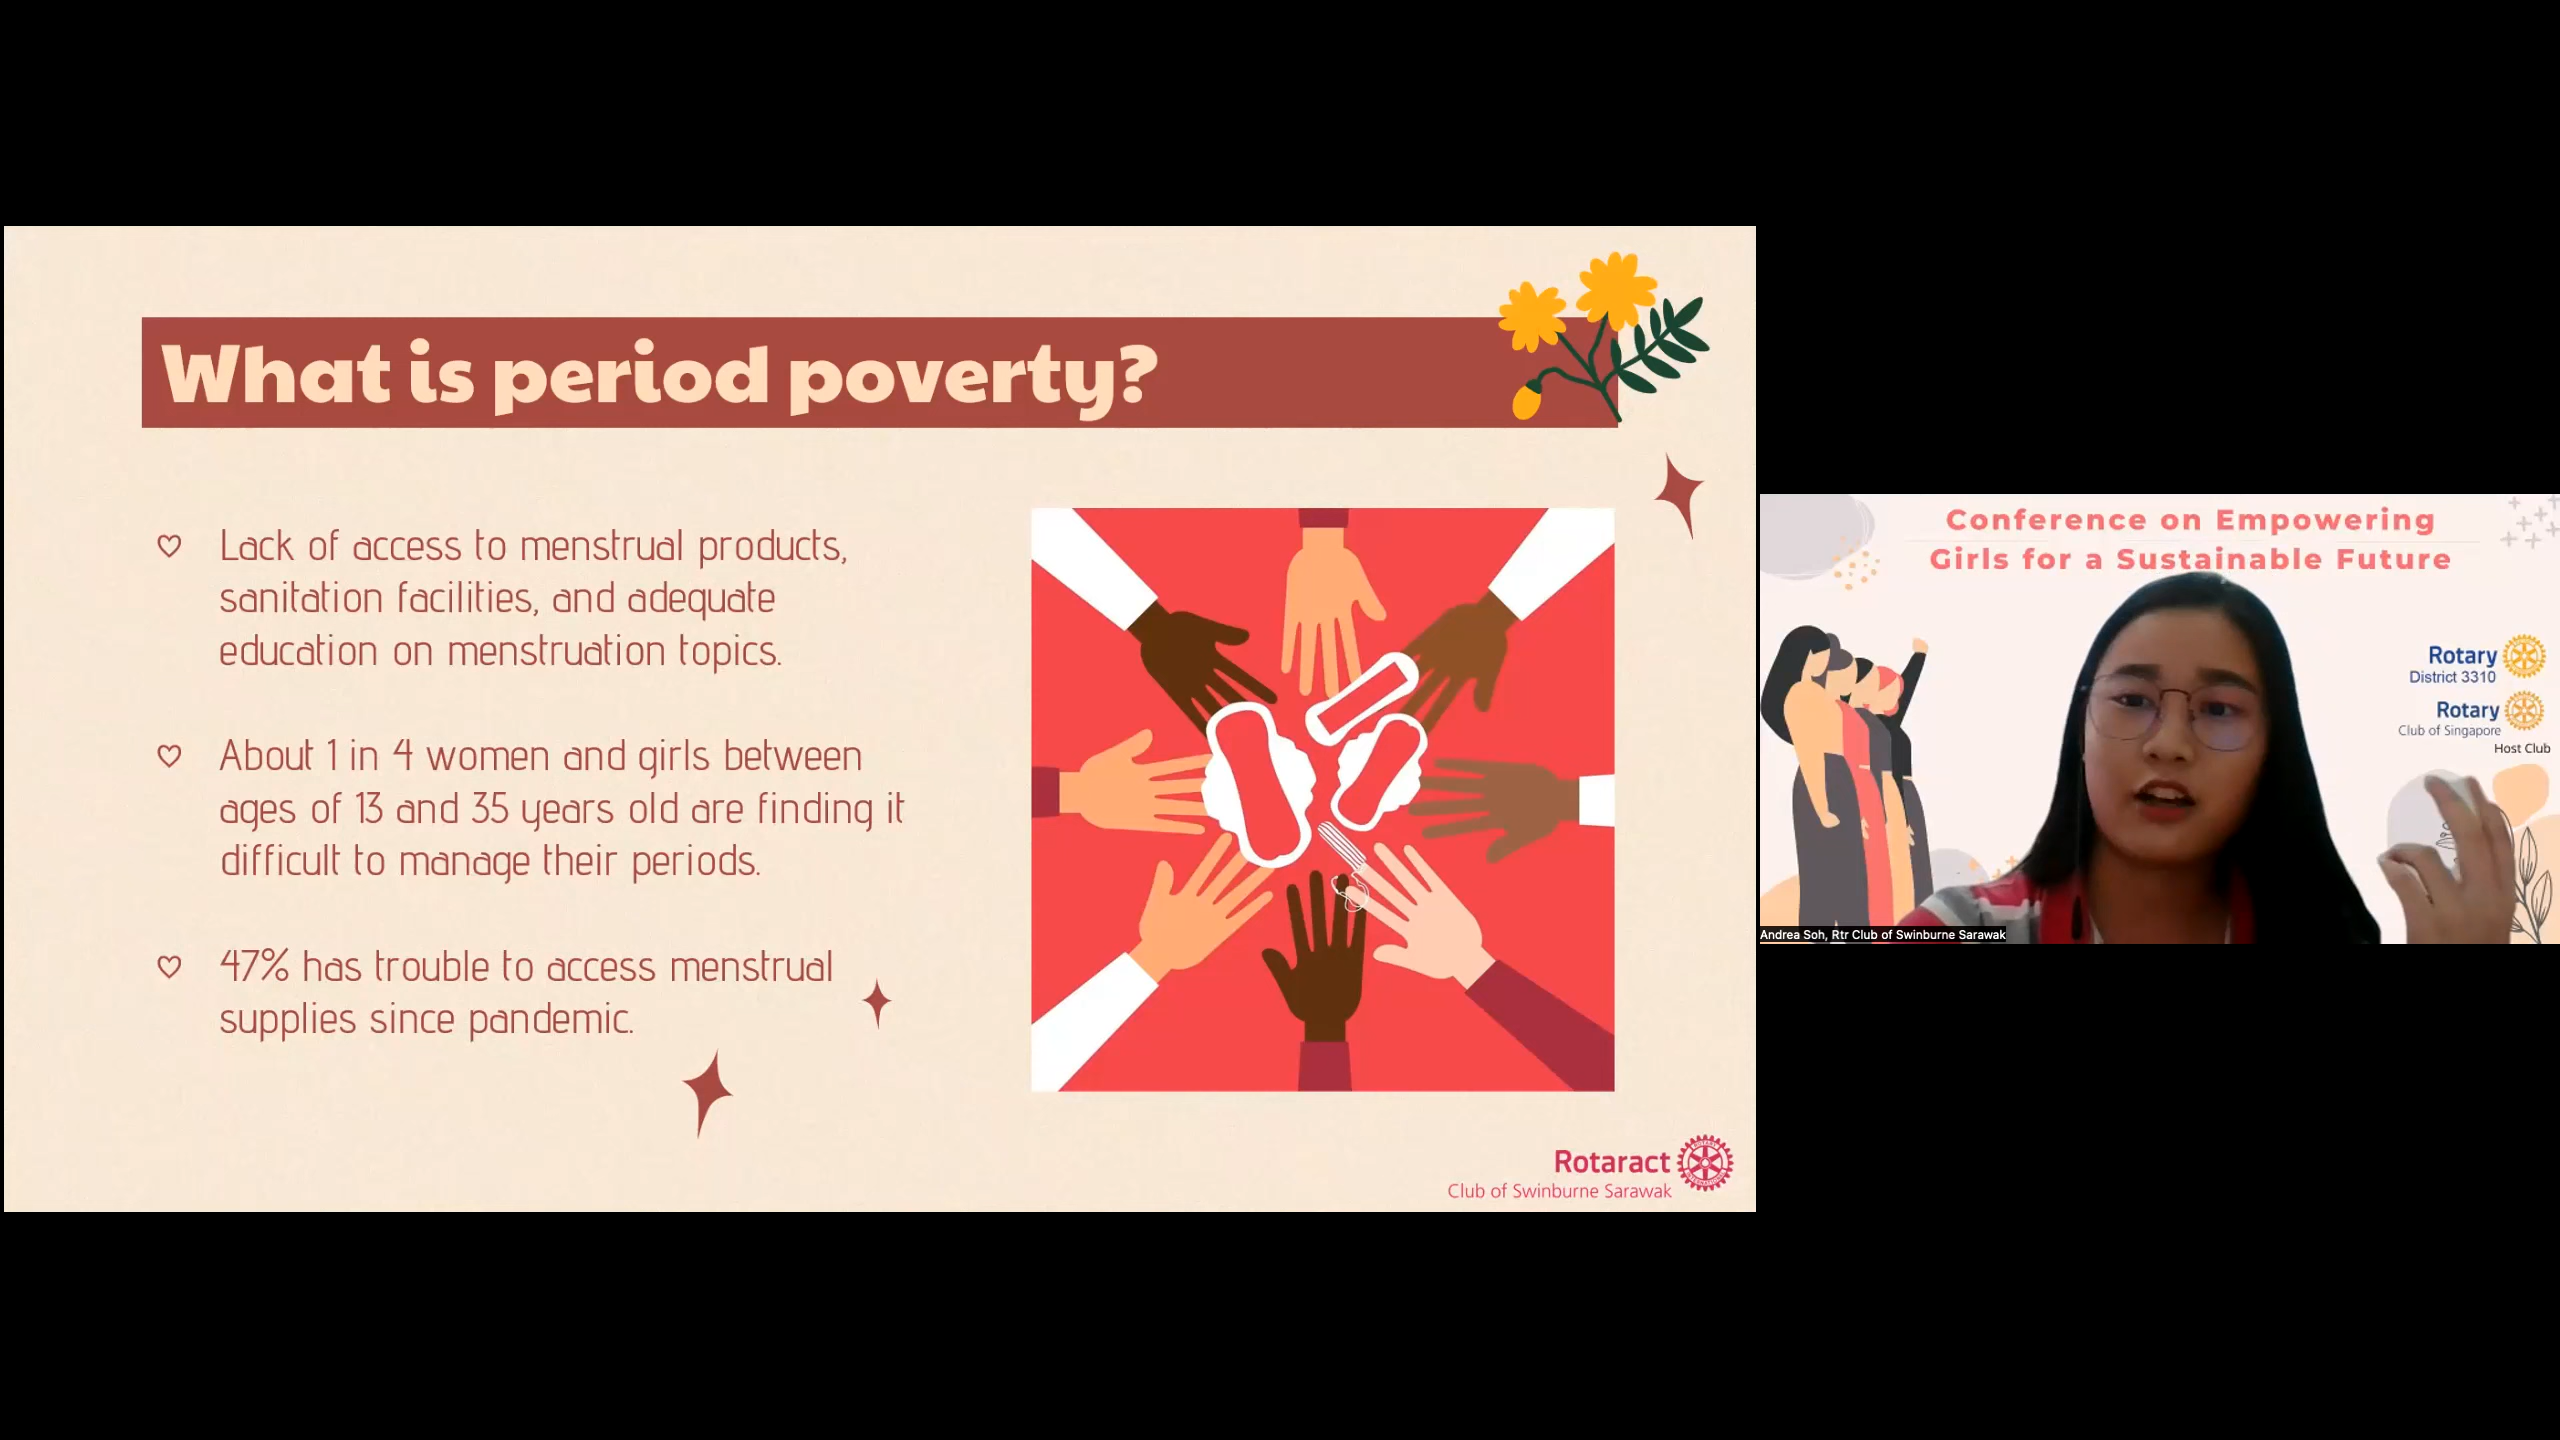 What is period poverty?
Lack of access to menstrual products,
sanitation facilities, and adequate
education on menstruation topics.
About 1 in 4 women and girls between
ages of 13 and 35 years old are finding it
difficult to manage their periods.
47% has trouble to access menstrual
supplies since pandemic.
Rotaract
Club of Swinburne Sarawak
Conference on Empowering
Girls for a Sustainable Future
Rotary
District 3310
Rotary
Club of Singapore
Host Club
Andrea Soh, Rtr Club of Swinburne Sarawak